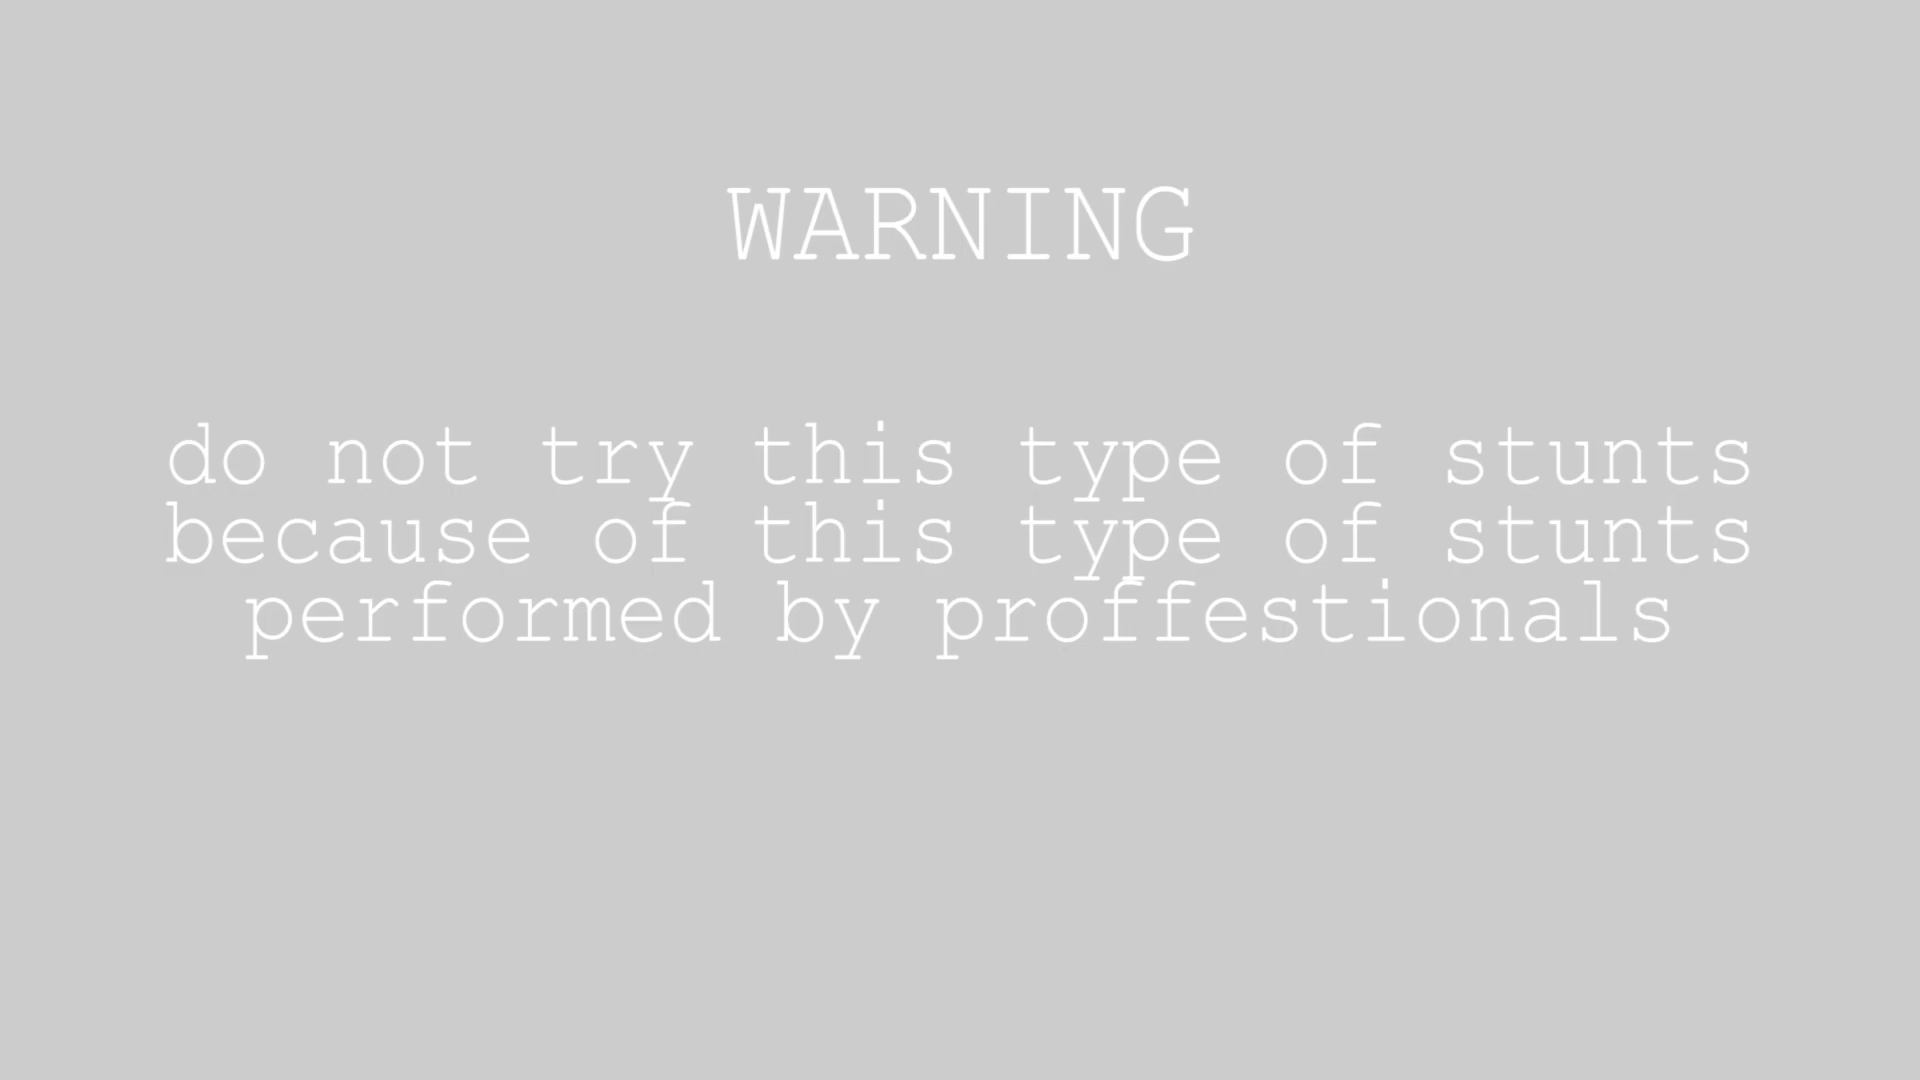 WARNING
do not try this type of stunts
because of this type of stunts
performed by proffestionals